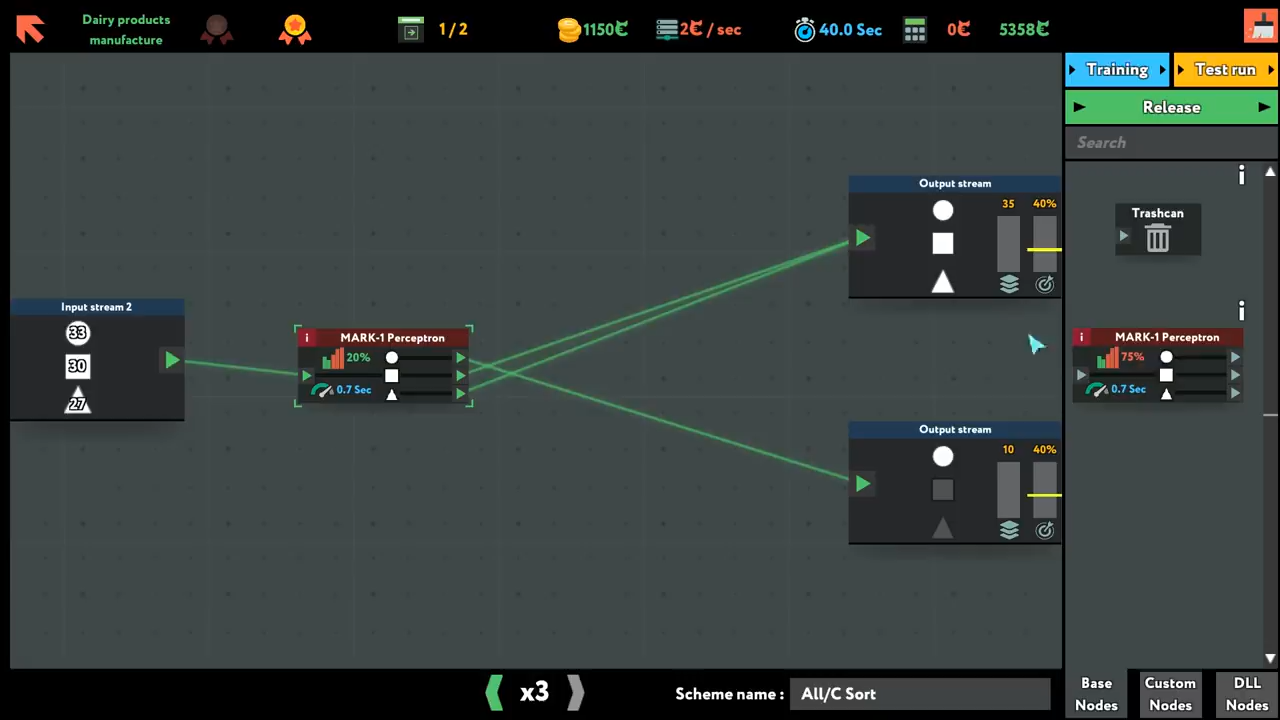 Dairy products
manufacture
1 / 2
1150€
2€ / sec
40.0 Sec
0€
5358€
Training
Test run
Release
Search
Trashcan
MARK-1 Perceptron
75%
0.7 Sec
Input stream 2
33
30
27
MARK-1 Perceptron
20%
0.7 Sec
Output stream
35 40%
Output stream
10 40%
x3
Scheme name :
All/C Sort
Base
Nodes
Custom
Nodes
DLL
Nodes